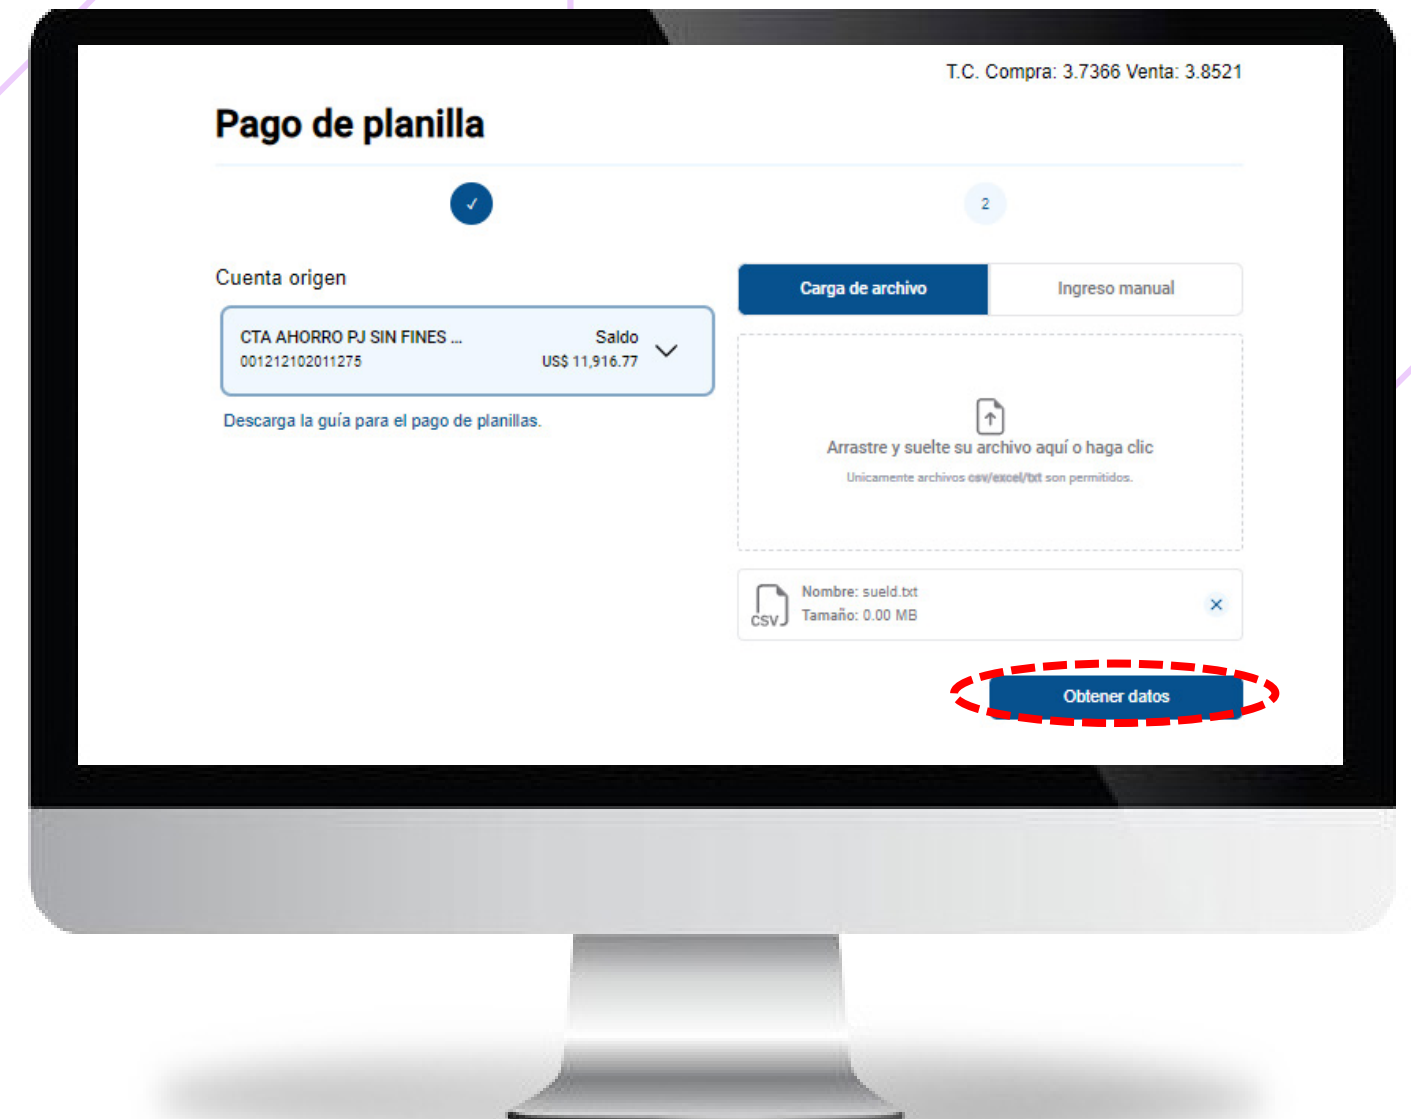 T.C. Compra: 3.7366 Venta: 3.8521
Pago de planilla
✓
2
Cuenta origen
CTA AHORRO PJ SIN FINES ... Saldo
001212102011275 US$ 11,916.77
Descarga la guía para el pago de planillas.
Carga de archivo Ingreso manual
Arrastre y suelte su archivo aquí o haga clic
Unicamente archivos csv/excel/txt son permitidos.
CSV
Nombre: sueld.txt
Tamaño: 0.00 MB
Obtener datos